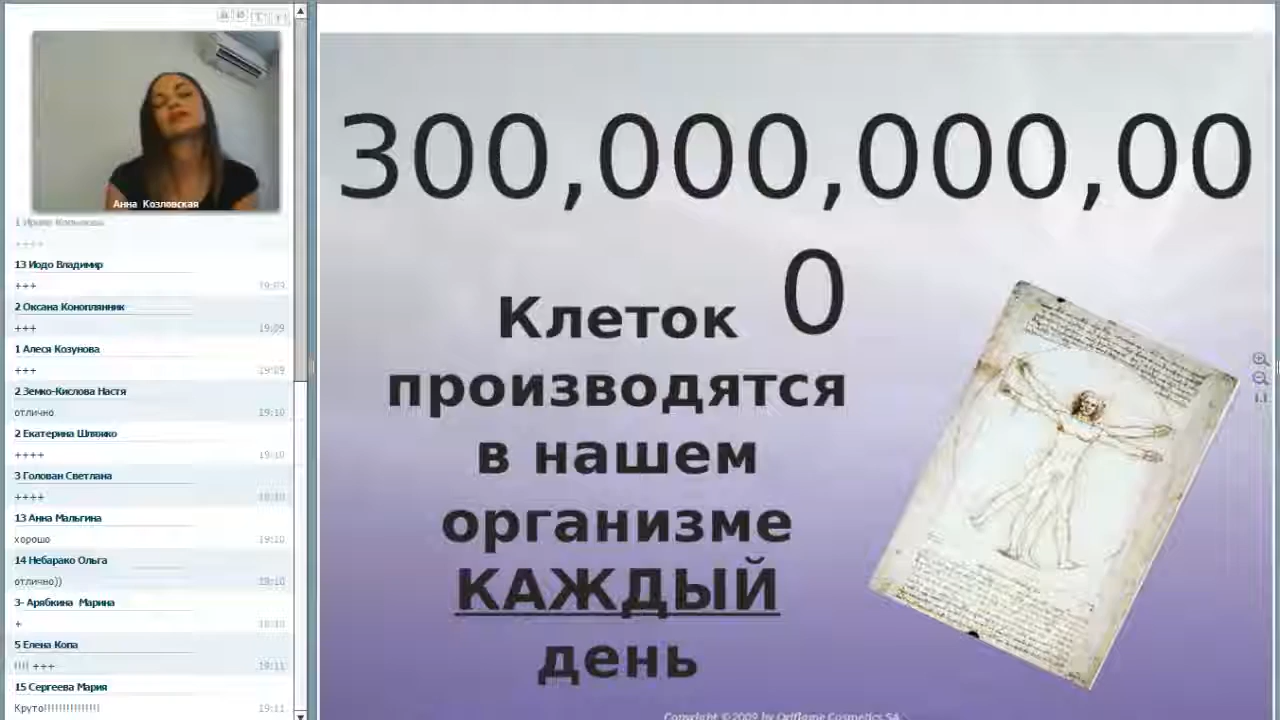 Анна Козловская
++++
13 Иодо Владимир
+++ 19:09
2 Оксана Коноплянник
+++ 19:09
1 Алеся Козунова
+++ 19:09
2 Земко-Кислова Настя
отлично 19:10
2 Екатерина Шляжко
++++ 19:10
3 Голован Светлана
++++ 19:10
13 Анна Мальгина
хорошо 19:10
14 Небарако Ольга
отлично)) 19:10
3- Арябкина Марина
+ 19:10
5 Елена Копа
!!!! +++ 19:11
15 Сергеева Мария
Круто!!!!!!!!!!!!!!! 19:11
300,000,000,00
0
Клеток
производятся
в нашем
организме
КАЖДЫЙ
день
Copyright ©2009 by Oriflame Cosmetics SA